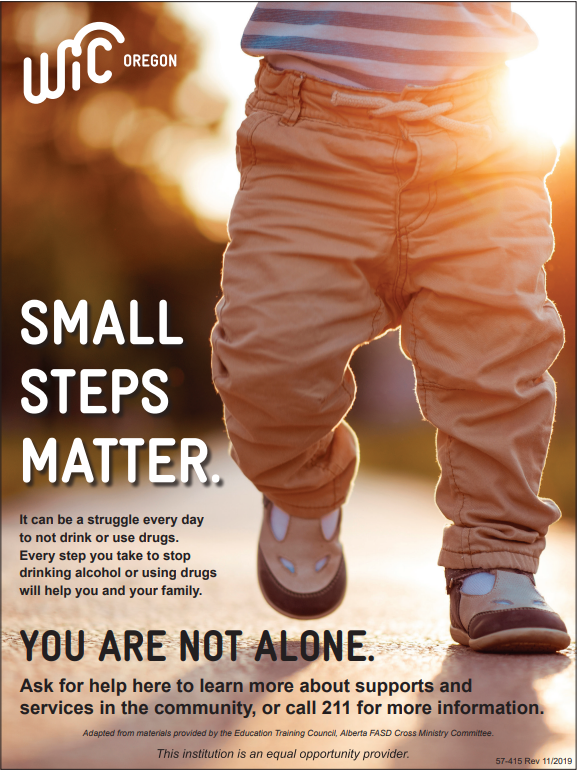 WIC OREGON
SMALL
STEPS
MATTER.
It can be a struggle every day
to not drink or use drugs.
Every step you take to stop
drinking alcohol or using drugs
will help you and your family.
YOU ARE NOT ALONE.
Ask for help here to learn more about supports and
services in the community, or call 211 for more information.
Adapted from materials provided by the Education Training Council, Alberta FASD Cross Ministry Committee.
This institution is an equal opportunity provider.
57-415 Rev 11/2019